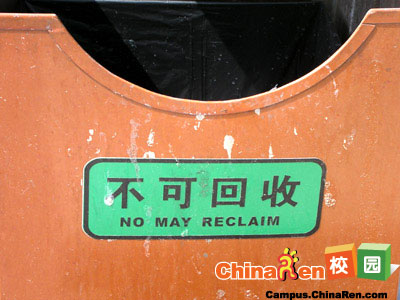 不可回收
NO MAY RECLAIM
ChinaRen校园
Campus.ChinaRen.com